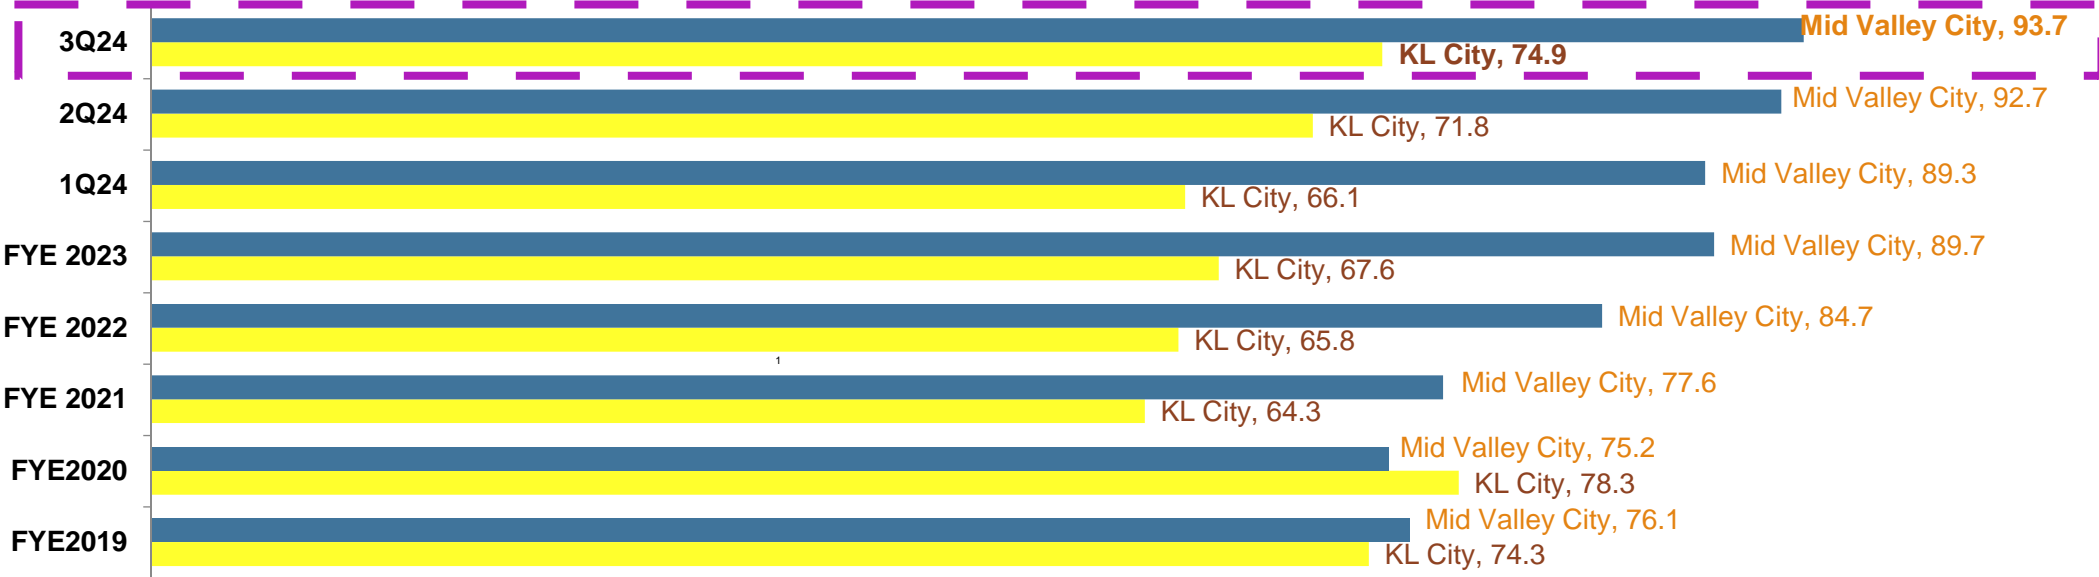 3Q24
Mid Valley City, 93.7
KL City, 74.9
2Q24
Mid Valley City, 92.7
KL City, 71.8
1Q24
Mid Valley City, 89.3
KL City, 66.1
FYE 2023
Mid Valley City, 89.7
KL City, 67.6
FYE 2022
Mid Valley City, 84.7
KL City, 65.8
1
FYE 2021
Mid Valley City, 77.6
KL City, 64.3
FYE2020
Mid Valley City, 75.2
KL City, 78.3
FYE2019
Mid Valley City, 76.1
KL City, 74.3